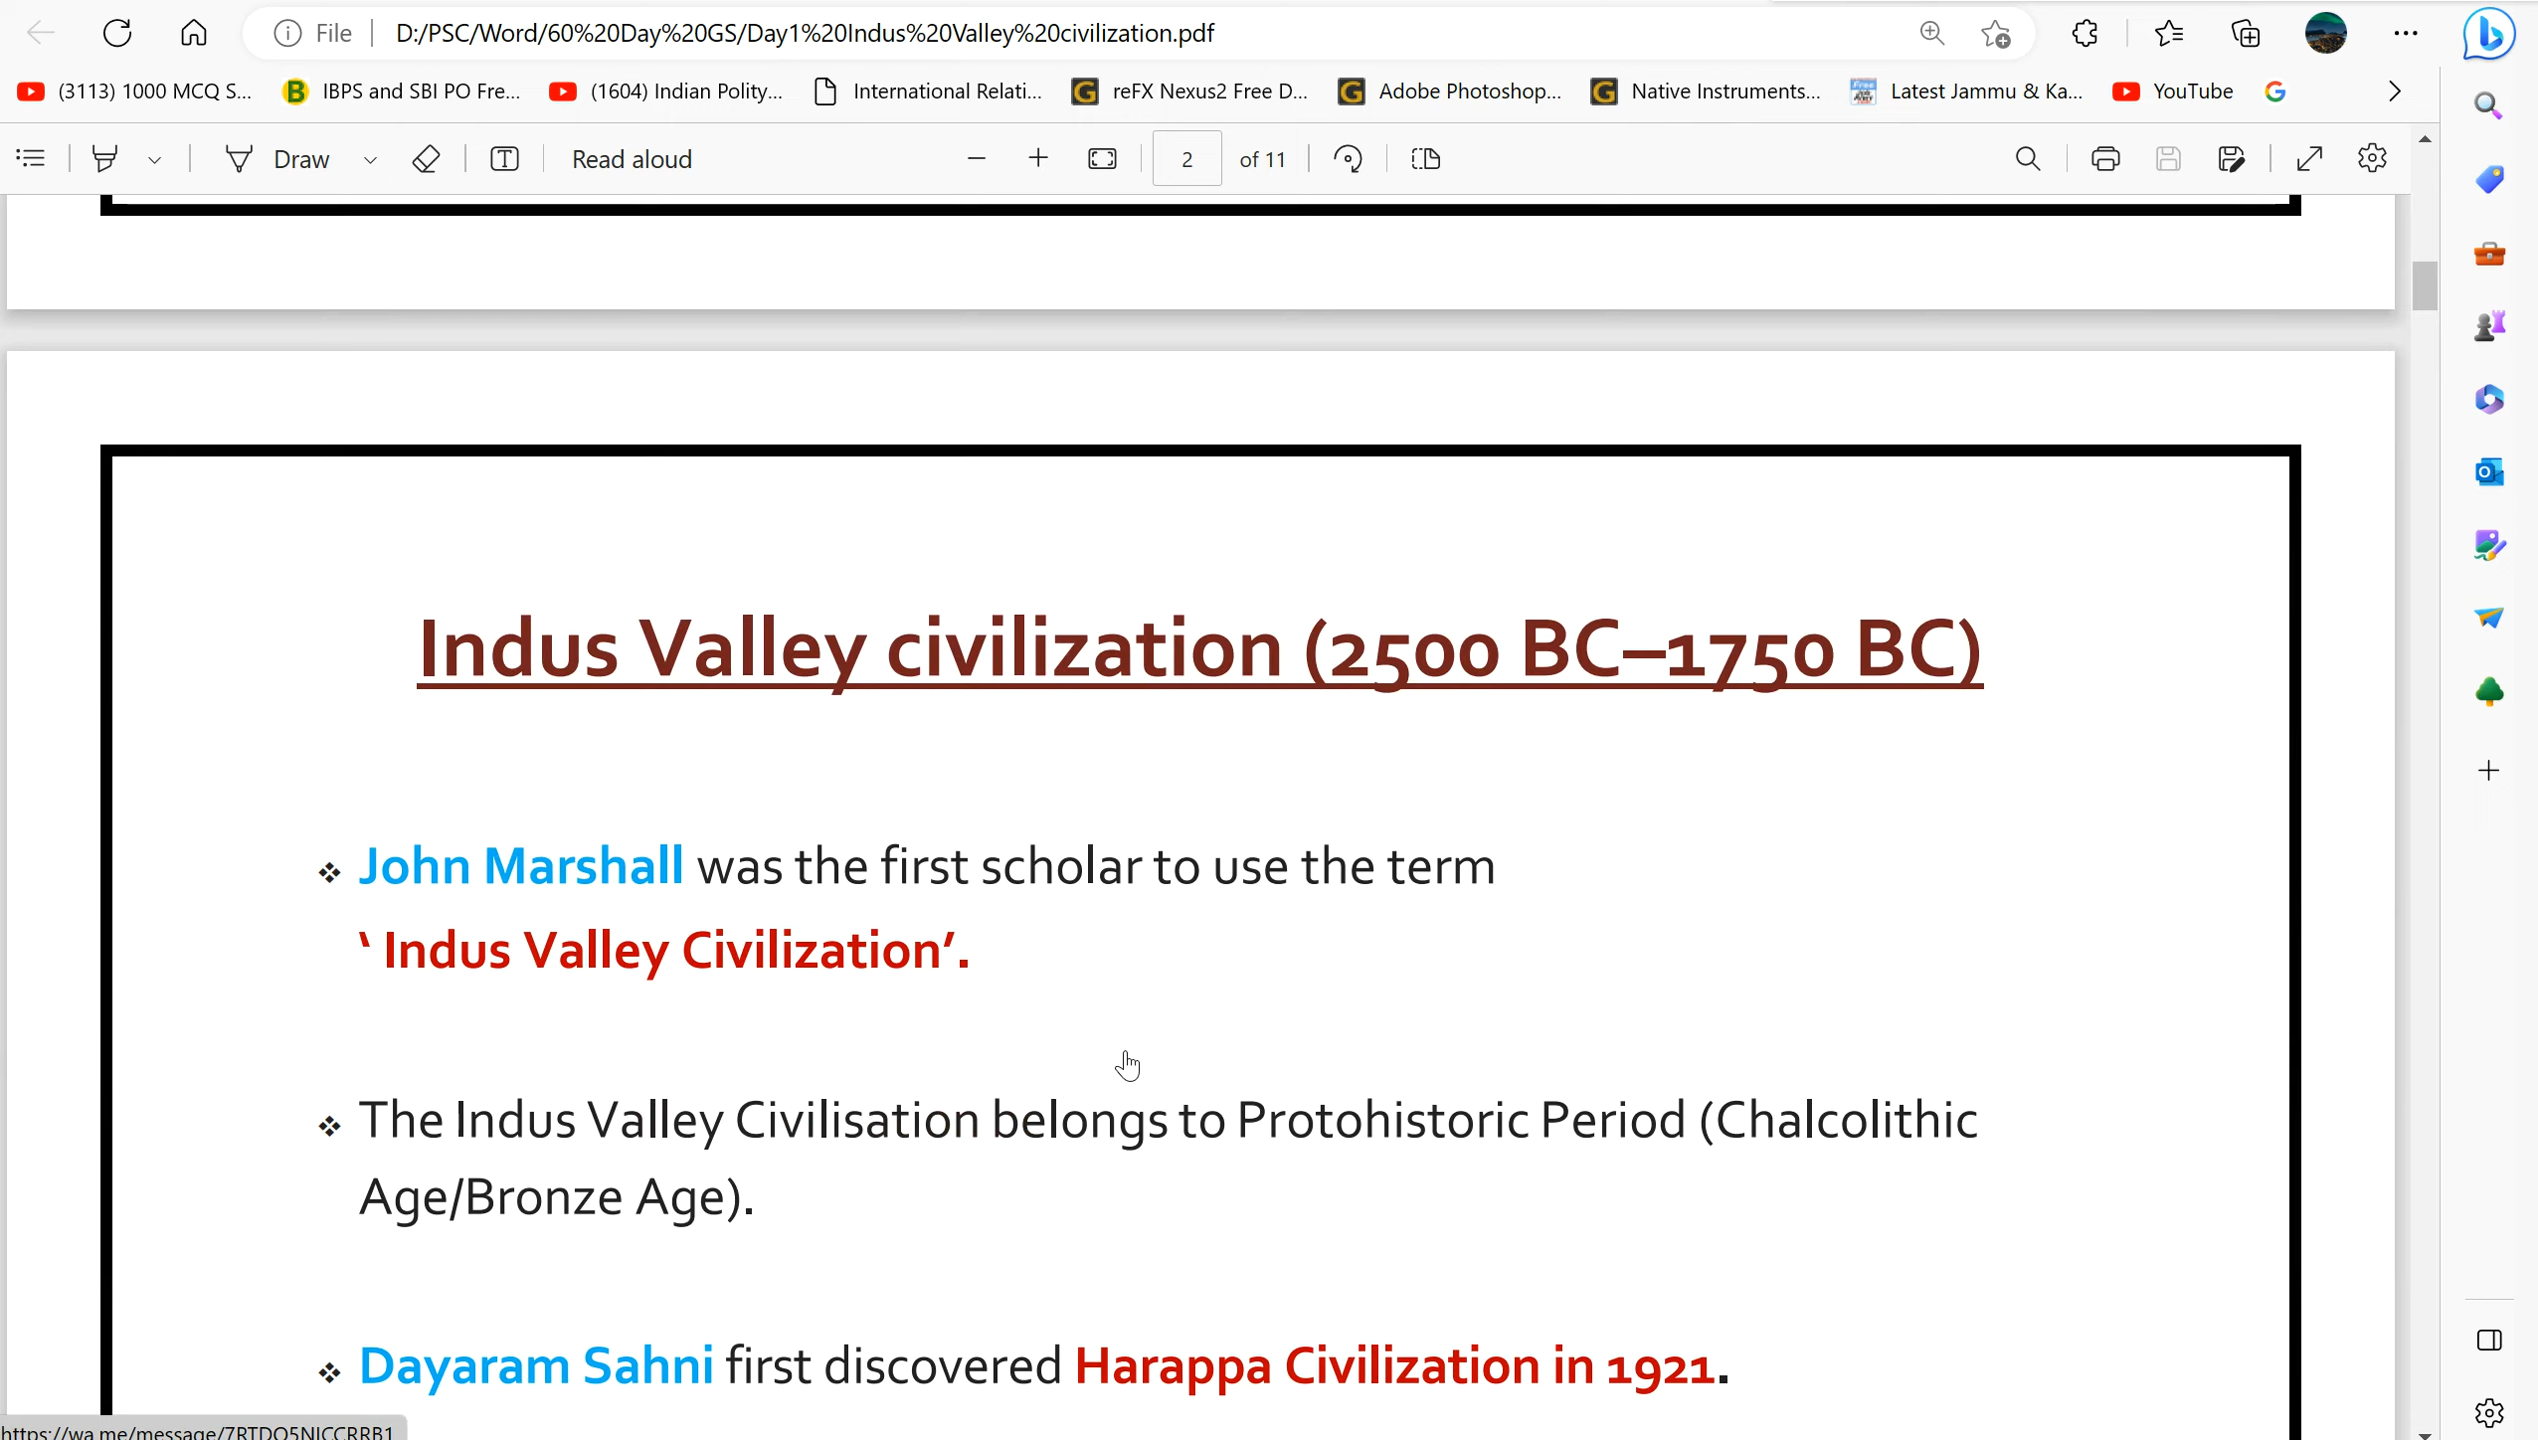 File
D:/PSC/Word/60%20Day%20GS/Day1%20Indus%20Valley%20civilization.pdf
(3113) 1000 MCQ S...
IBPS and SBI PO Fre...
(1604) Indian Polity...
International Relati...
reFX Nexus2 Free D...
Adobe Photoshop...
Native Instruments...
Latest Jammu & Ka...
YouTube
Draw
Read aloud
2
of 11
Indus Valley civilization (2500 BC–1750 BC)
❖ John Marshall was the first scholar to use the term
‘ Indus Valley Civilization’.
❖ The Indus Valley Civilisation belongs to Protohistoric Period (Chalcolithic
Age/Bronze Age).
❖ Dayaram Sahni first discovered Harappa Civilization in 1921.